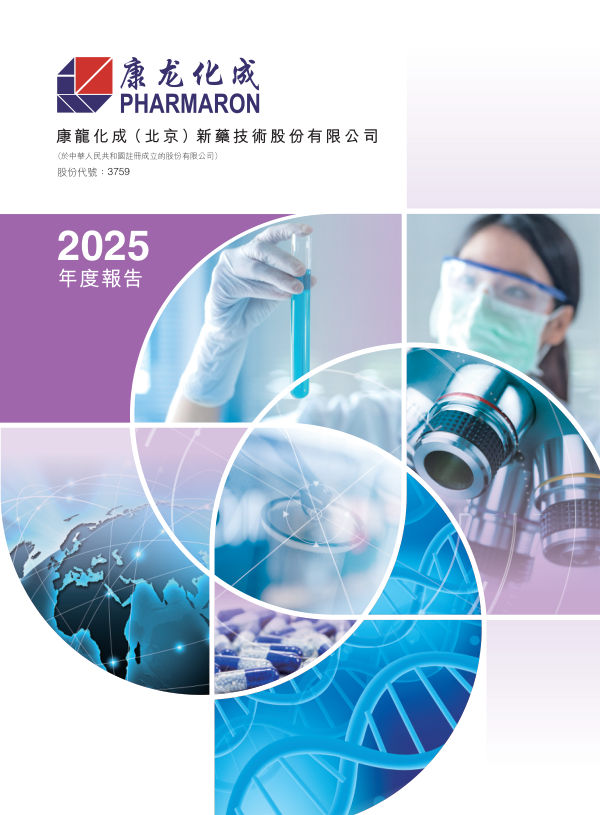 康龙化成
PHARMARON
康龍化成（北京）新藥技術股份有限公司
（於中華人民共和國註冊成立的股份有限公司）
股份代號：3759
2025
年度報告